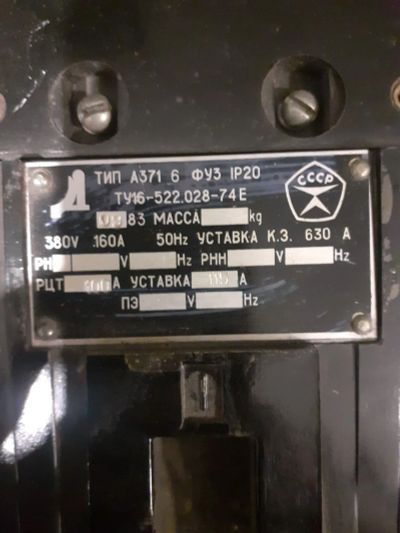 ТИП А371 6 ФУЗ IP20
ТУ16-522.028-74Е
СССР
83 МАССА kg
380V 160A 50Hz УСТАВКА К.З. 630 А
РН V Hz РНН V Hz
РЦТ А УСТАВКА А
ПЭ V Hz